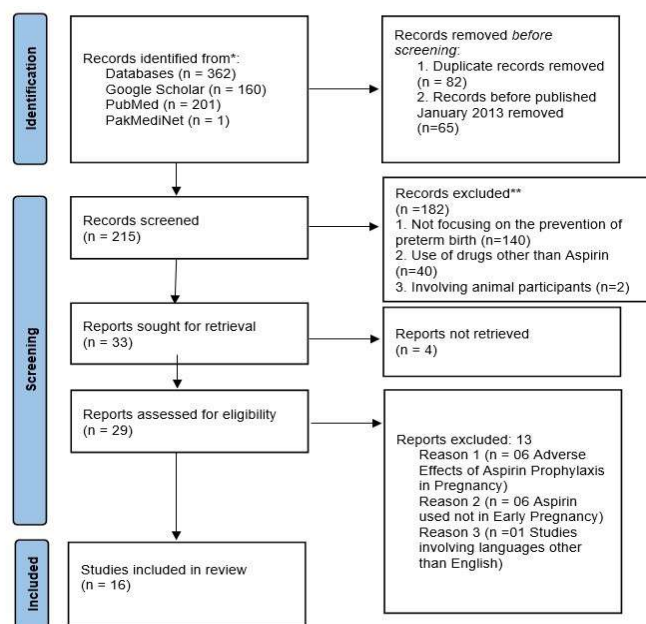 Identification
Records identified from*:
Databases (n = 362)
Google Scholar (n = 160)
PubMed (n = 201)
PakMediNet (n = 1)
Records removed before
screening:
1. Duplicate records removed
(n = 82)
2. Records before published
January 2013 removed
(n=65)
Screening
Records screened
(n = 215)
Records excluded**
(n =182)
1. Not focusing on the prevention of
preterm birth (n=140)
2. Use of drugs other than Aspirin
(n=40)
3. Involving animal participants (n=2)
Reports sought for retrieval
(n = 33)
Reports not retrieved
(n = 4)
Reports assessed for eligibility
(n = 29)
Reports excluded: 13
Reason 1 (n = 06 Adverse
Effects of Aspirin Prophylaxis
in Pregnancy)
Reason 2 (n = 06 Aspirin
used not in Early Pregnancy)
Reason 3 (n =01 Studies
involving languages other
than English)
Included
Studies included in review
(n = 16)